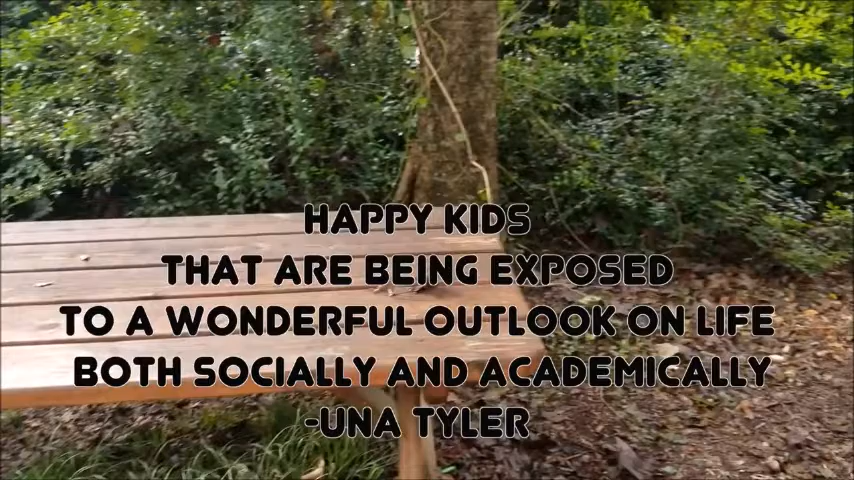 HAPPY KIDS
THAT ARE BEING EXPOSED
TO A WONDERFUL OUTLOOK ON LIFE
BOTH SOCIALLY AND ACADEMICALLY
-UNA TYLER